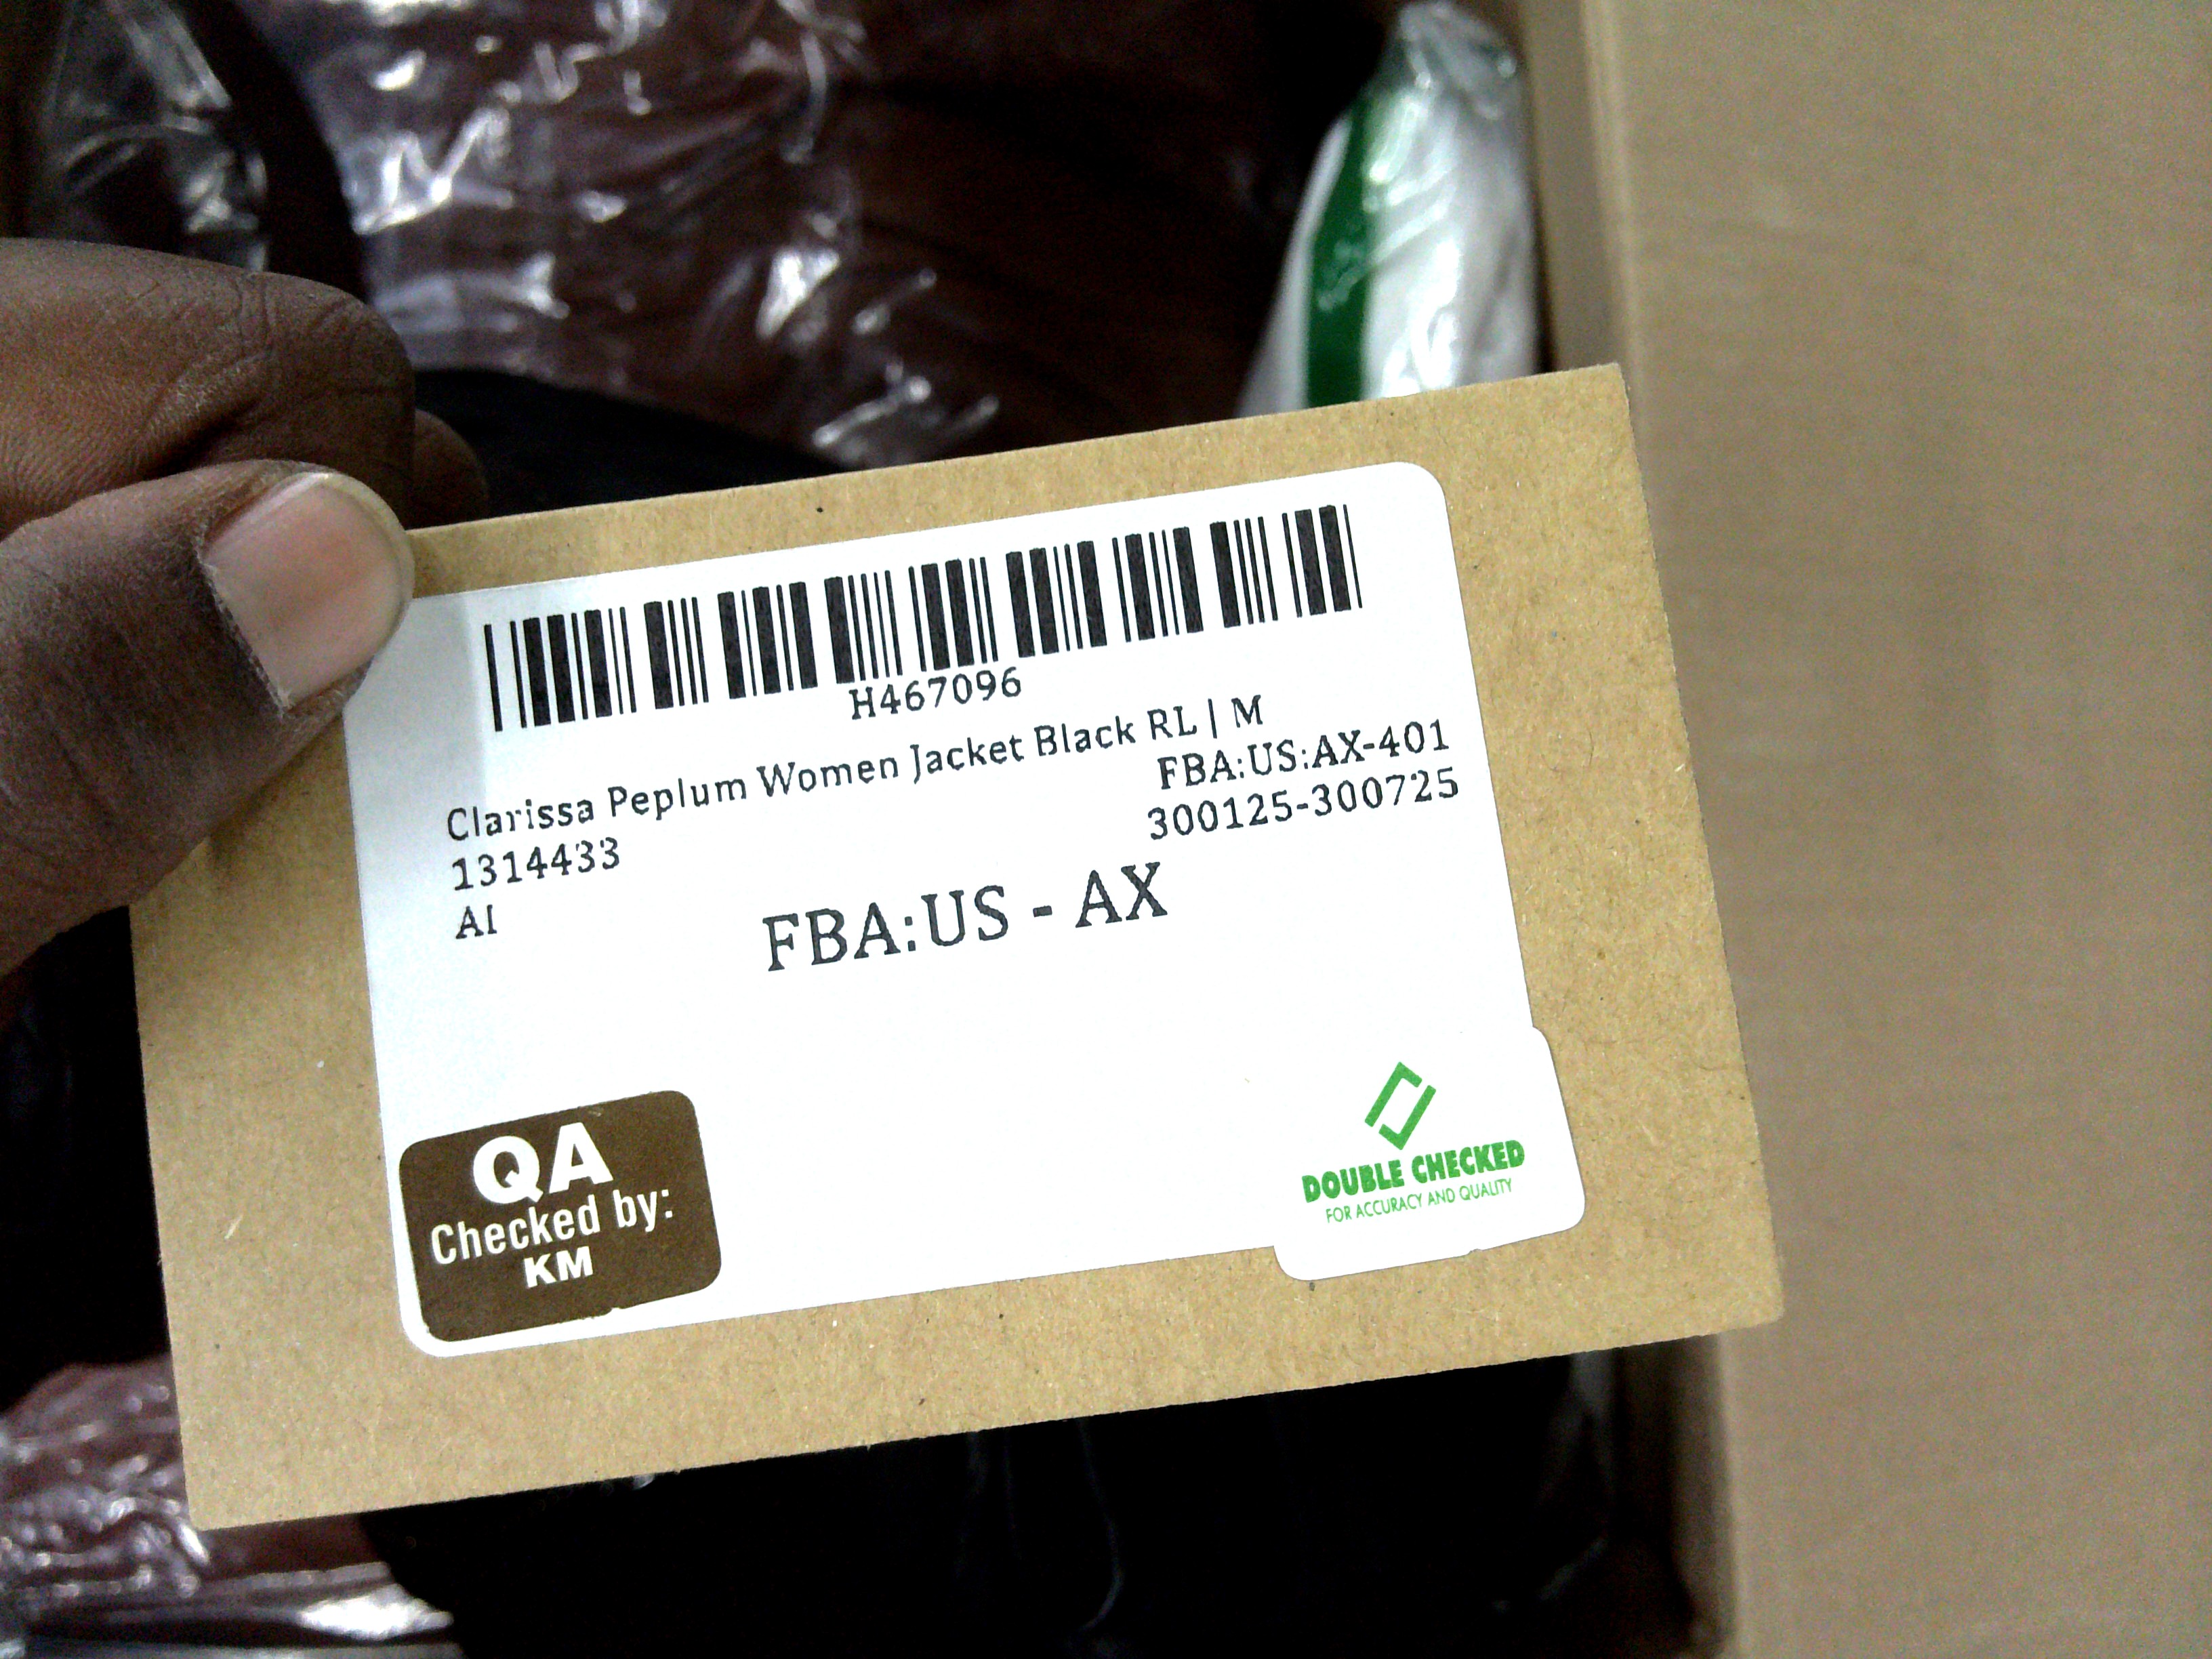 H467096
Clarissa Peplum Women Jacket Black RL | M
1314433
FBA:US:AX-401
300125-300725
AI
FBA:US - AX
QA
Checked by:
KM
DOUBLE CHECKED
FOR ACCURACY AND QUALITY